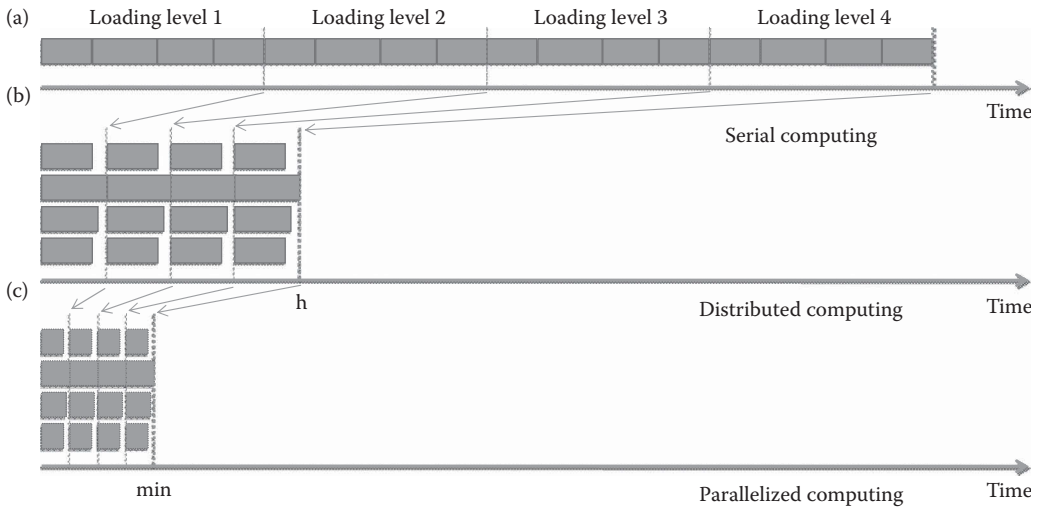 (a)
Loading level 1 Loading level 2 Loading level 3 Loading level 4
(b)
Time
Serial computing
(c)
h
Distributed computing
Time
min
Parallelized computing
Time